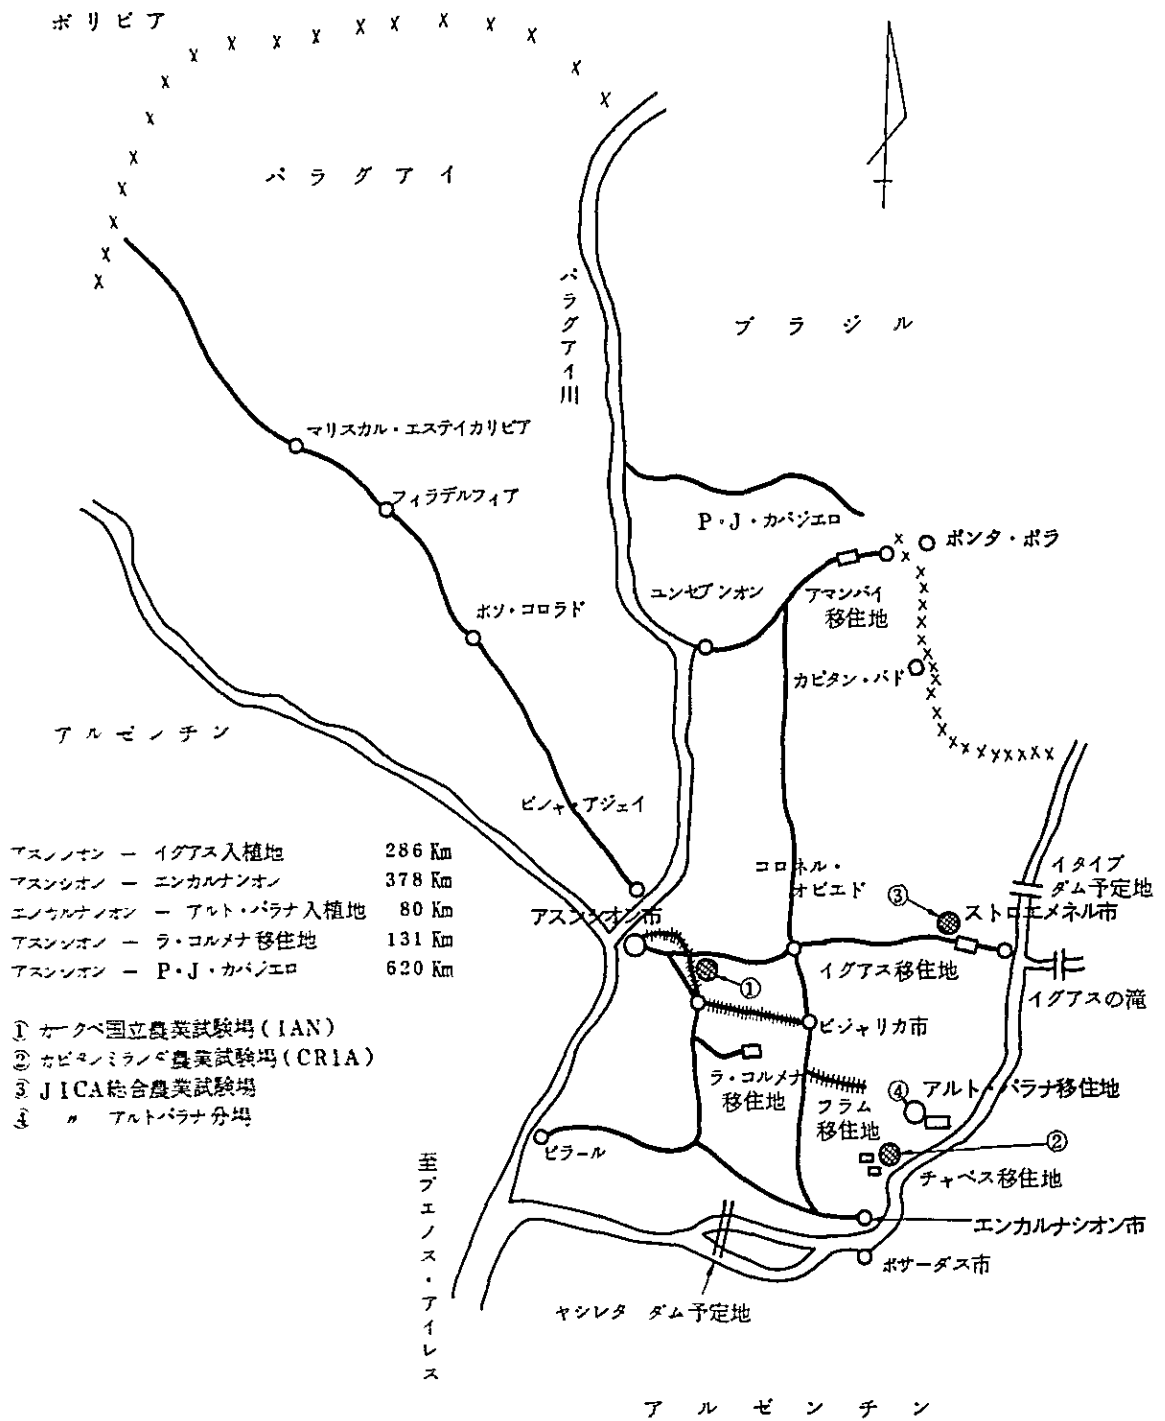 ボリビア
パラグアイ
パラグアイ川
ブラジル
マリスカル・エステイカリビア
フィラデルフィア
P・J・カバジエロ
ポンタ・ポラ
ユンセプンオン
アマンバイ
移住地
ポソ・コロラド
カピタン・バド
アルゼンチン
ピノャ・アジェイ
アスンシオン ー イグアス入植地 286 Km
アスンシオン ー エンカルナンオン 378 Km
エンカルナンオン ー アルト・パラナ入植地 80 Km
アスンシオン ー ラ・コルメナ移住地 131 Km
アスンシオン ー P・J・カバジエロ 620 Km
コロネル・
オビエド
イタイプ
ダム予定地
③
ストロエメネル市
アスンシオン市
イグアス移住地
イグアスの滝
①
ビジャリカ市
① カークペ国立農業試験場(IAN)
② カピタンミランダ農業試験場(CRIA)
③ JICA総合農業試験場
④ 〃 アルトパラナ分場
ラ・コルメナ
移住地
フラム
移住地
④
アルト・パラナ移住地
②
ピラール
チャベス移住地
至ブエノス・アイレス
エンカルナシオン市
ポサーダス市
ヤシレタ ダム予定地
アルゼンチン